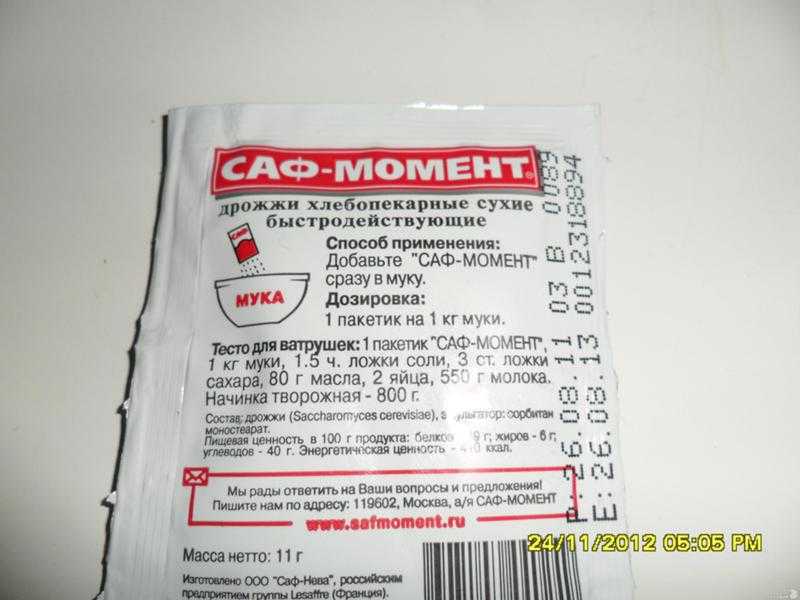 САФ-МОМЕНТ®
дрожжи хлебопекарные сухие
быстродействующие
САФ
МУКА
Способ применения:
Добавьте "САФ-МОМЕНТ"
сразу в муку.
Дозировка:
1 пакетик на 1 кг муки.
Тесто для ватрушек: 1 пакетик "САФ-МОМЕНТ",
1 кг муки, 1.5 ч. ложки соли, 3 ст. ложки
сахара, 80 г масла, 2 яйца, 550 г молока.
Начинка творожная - 800 г.
Состав: дрожжи (Saccharomyces cerevisiae), сорбитан
моностеарат.
Пищевая ценность в 100 г продукта: белков г; жиров - 6 г;
углеводов - 40 г. Энергетическая ценность - ккал.
Мы рады ответить на Ваши вопросы и предложения!
Пишите нам по адресу: 119602, Москва, а/я САФ-МОМЕНТ
www.safmoment.ru
Масса нетто: 11 г
Изготовлено ООО "Саф-Нева", российским
предприятием группы Lesaffre (Франция).
P:26.08.11 03 B 0089
E:26.08.13 0012318894
24/11/2012 05:05 PM